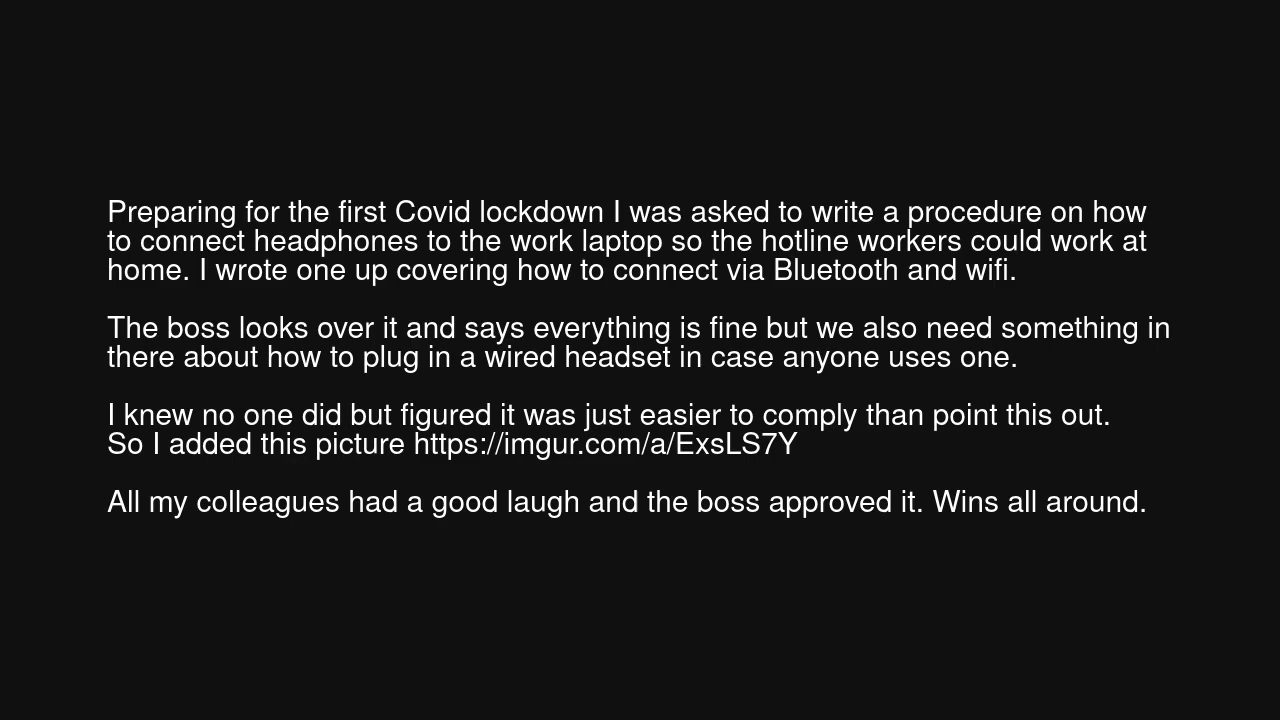 Preparing for the first Covid lockdown I was asked to write a procedure on how
to connect headphones to the work laptop so the hotline workers could work at
home. I wrote one up covering how to connect via Bluetooth and wifi.
The boss looks over it and says everything is fine but we also need something in
there about how to plug in a wired headset in case anyone uses one.
I knew no one did but figured it was just easier to comply than point this out.
So I added this picture https://imgur.com/a/ExsLS7Y
All my colleagues had a good laugh and the boss approved it. Wins all around.